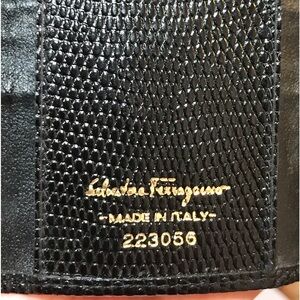 Salvatore Ferragamo
-MADE IN ITALY-
223056